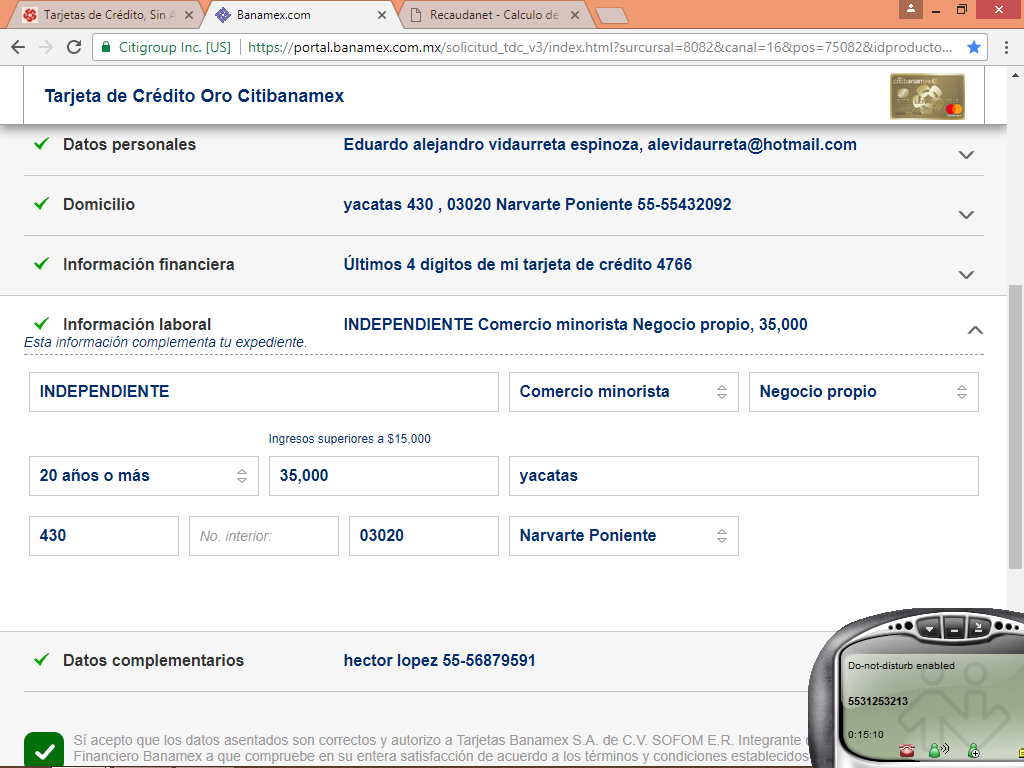 Tarjetas de Crédito, Sin A
Banamex.com
Recaudanet - Calculo de
Citigroup Inc. [US]
https://portal.banamex.com.mx/solicitud_tdc_v3/index.html?surcursal=8082&canal=16&pos=75082&idproducto...
Tarjeta de Crédito Oro Citibanamex
citibanamex
Datos personales
Eduardo alejandro vidaurreta espinoza, alevidaurreta@hotmail.com
Domicilio
yacatas 430 , 03020 Narvarte Poniente 55-55432092
Información financiera
Últimos 4 dígitos de mi tarjeta de crédito 4766
Información laboral
INDEPENDIENTE Comercio minorista Negocio propio, 35,000
Esta información complementa tu expediente.
INDEPENDIENTE
Comercio minorista
Negocio propio
Ingresos superiores a $15,000
20 años o más
35,000
yacatas
430
No. interior:
03020
Narvarte Poniente
Datos complementarios
hector lopez 55-56879591
Do-not-disturb enabled
5531253213
0:15:10
Sí acepto que los datos asentados son correctos y autorizo a Tarjetas Banamex S.A. de C.V. SOFOM E.R. Integrante
Financiero Banamex a que compruebe en su entera satisfacción de acuerdo a los términos y condiciones establecidos